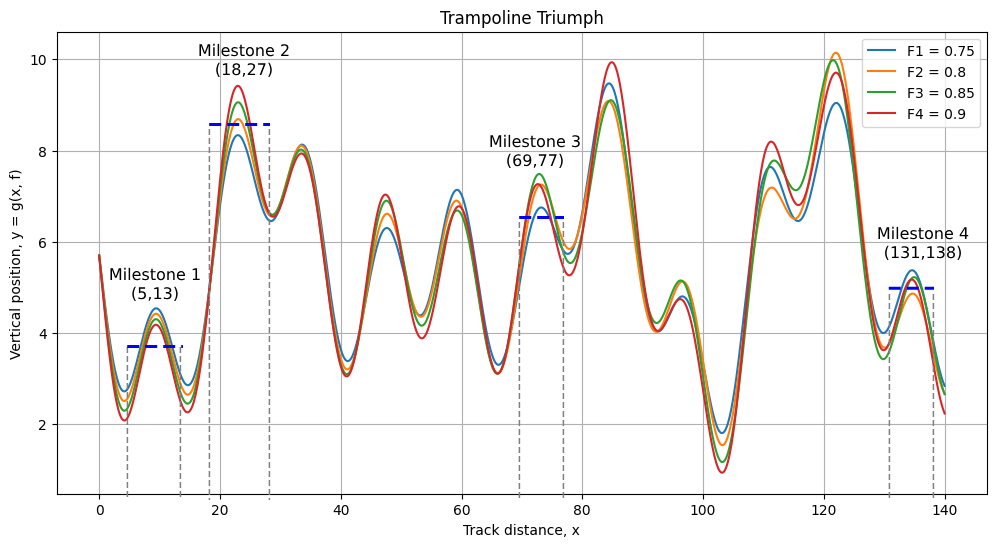 Trampoline Triumph
Milestone 2
(18,27)
F1 = 0.75
F2 = 0.8
F3 = 0.85
F4 = 0.9
Milestone 3
(69,77)
Milestone 4
(131,138)
Milestone 1
(5,13)
10
8
6
4
2
Vertical position, y = g(x, f)
0
20
40
60
80
100
120
140
Track distance, x